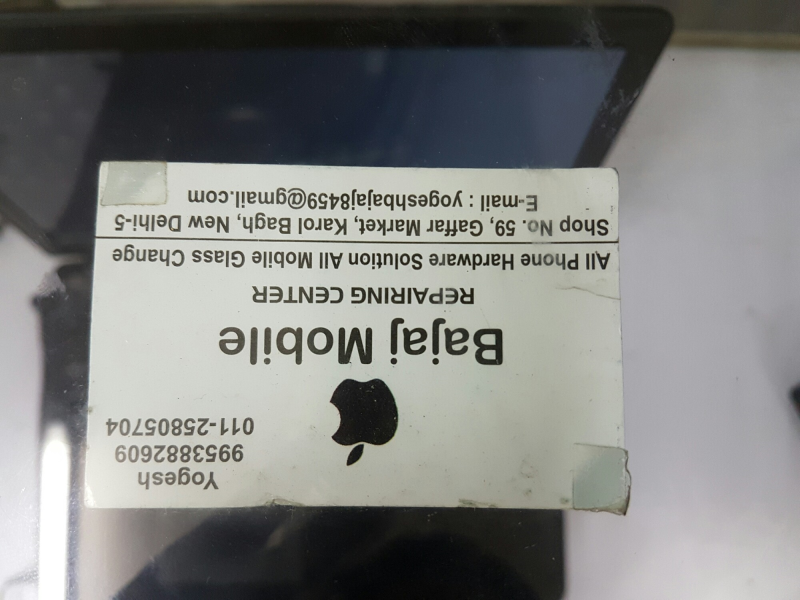 Yogesh
9953882609
011-25805704
Bajaj Mobile
REPAIRING CENTER
All Phone Hardware Solution All Mobile Glass Change
Shop No. 59, Gaffar Market, Karol Bagh, New Delhi-5
E-mail : yogeshbajaj8459@gmail.com